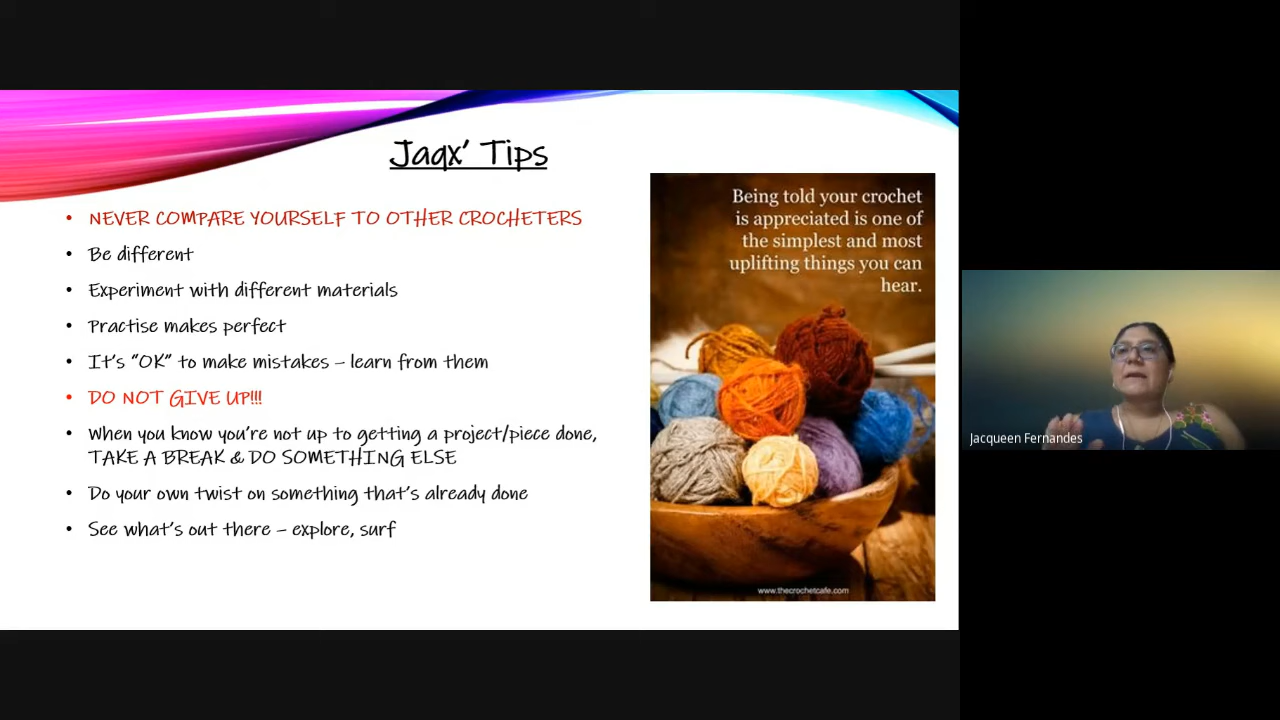 Jaqx' Tips
• NEVER COMPARE YOURSELF TO OTHER CROCHETERS
• Be different
• Experiment with different materials
• Practise makes perfect
• It's "OK" to make mistakes – learn from them
• DO NOT GIVE UP!!!
• When you know you're not up to getting a project/piece done,
TAKE A BREAK & DO SOMETHING ELSE
• Do your own twist on something that's already done
• See what's out there – explore, surf
Being told your crochet
is appreciated is one of
the simplest and most
uplifting things you can
hear.
www.thecrochetcafe.com
Jacqueen Fernandes